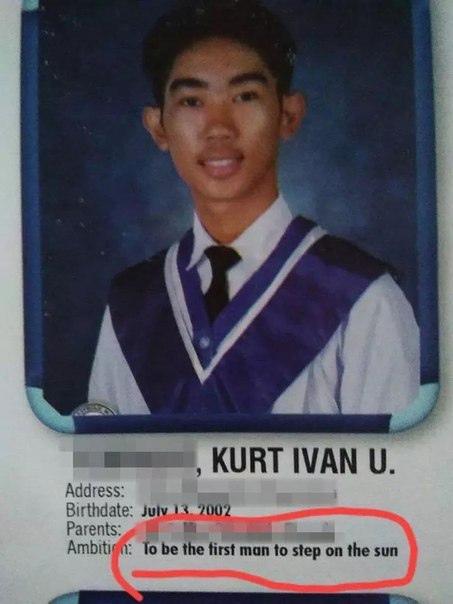 , KURT IVAN U.
Address:
Birthdate: July 13, 2002
Parents:
Ambition: To be the first man to step on the sun